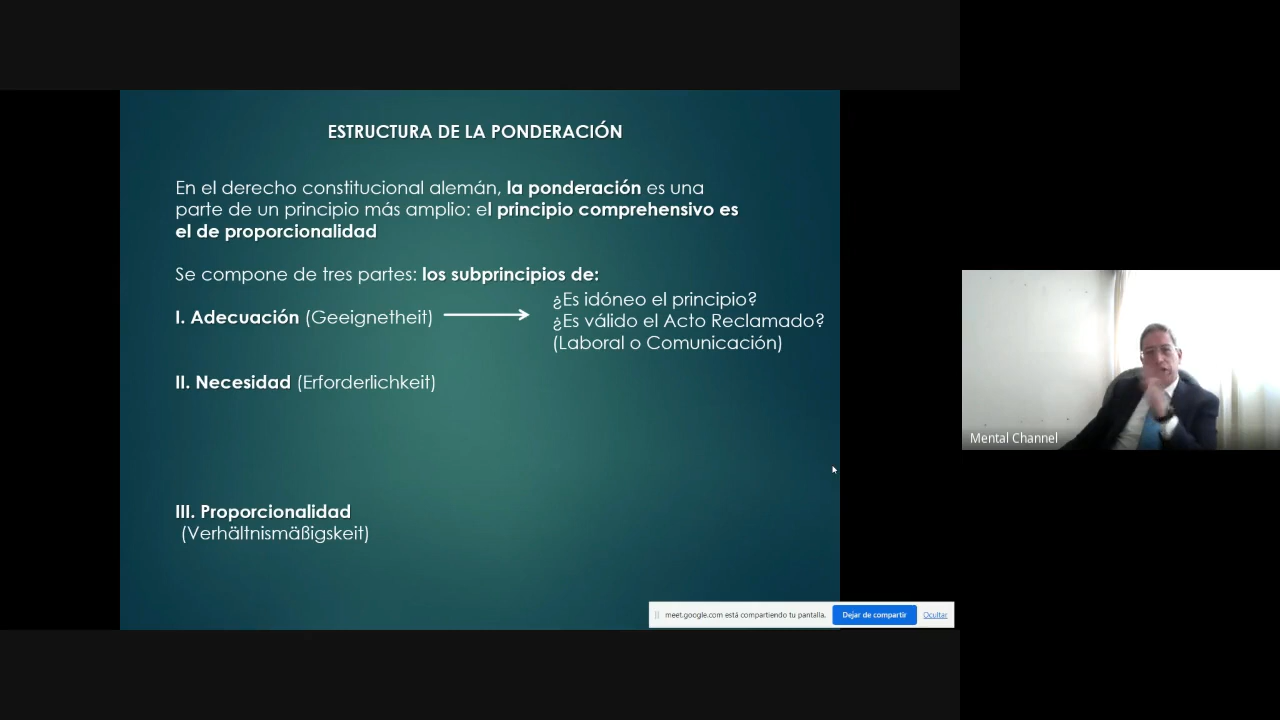 ESTRUCTURA DE LA PONDERACIÓN
En el derecho constitucional alemán, la ponderación es una
parte de un principio más amplio: el principio comprehensivo es
el de proporcionalidad
Se compone de tres partes: los subprincipios de:
¿Es idóneo el principio?
I. Adecuación (Geeignetheit)
¿Es válido el Acto Reclamado?
(Laboral o Comunicación)
II. Necesidad (Erforderlichkeit)
III. Proporcionalidad
(Verhältnismäßigskeit)
Mental Channel
meet.google.com está compartiendo tu pantalla.
Dejar de compartir
Ocultar